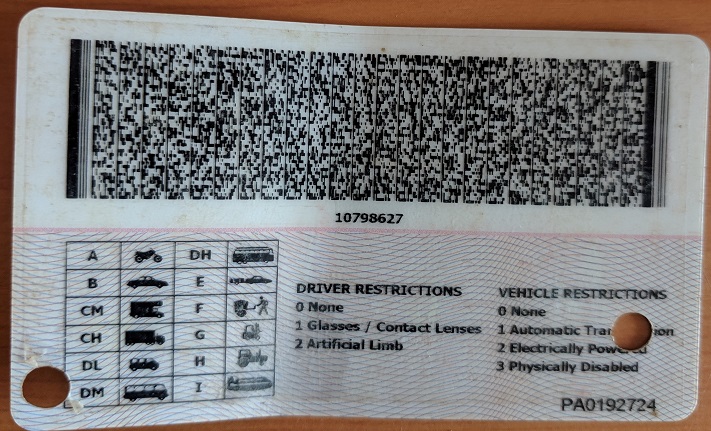 10798627
A DH
B E
CM F
CH G
DL H
DM I
DRIVER RESTRICTIONS
0 None
1 Glasses / Contact Lenses
2 Artificial Limb
VEHICLE RESTRICTIONS
0 None
1 Automatic
2 Electrically
3 Physically Disabled
PA0192724